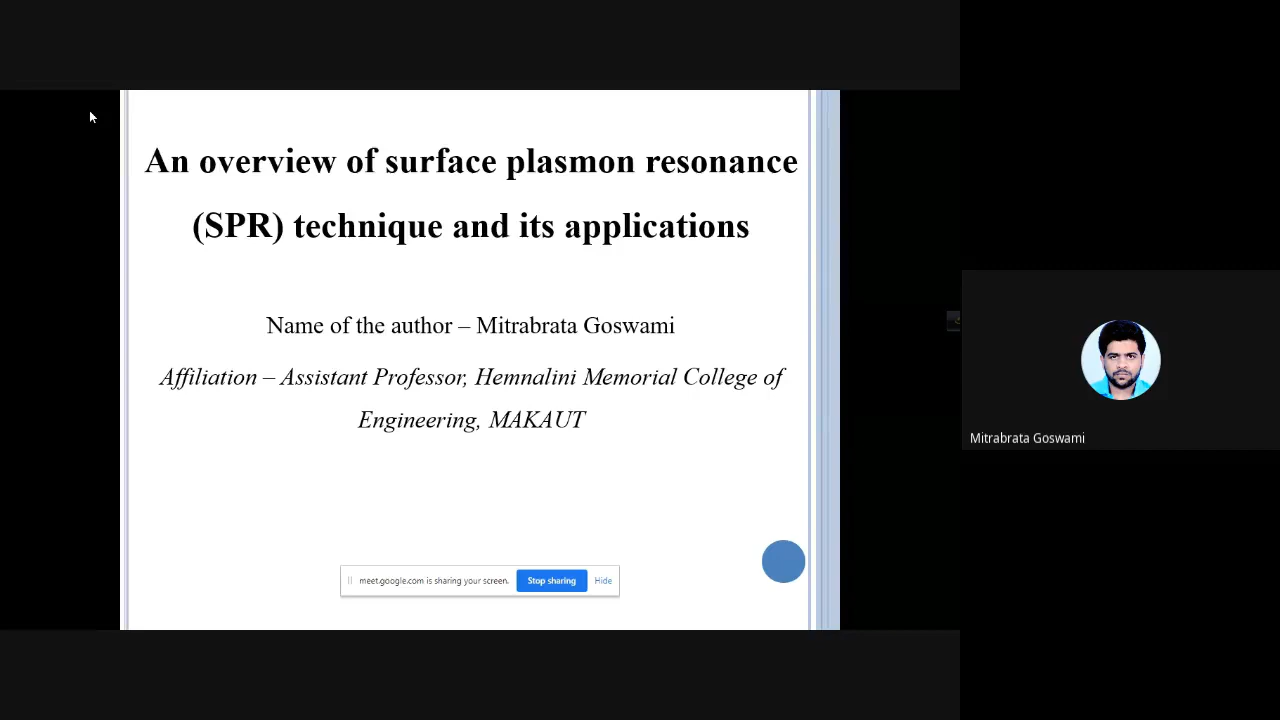 An overview of surface plasmon resonance
(SPR) technique and its applications
Name of the author – Mitrabrata Goswami
Affiliation – Assistant Professor, Hemnalini Memorial College of
Engineering, MAKAUT
meet.google.com is sharing your screen. Stop sharing Hide
Mitrabrata Goswami